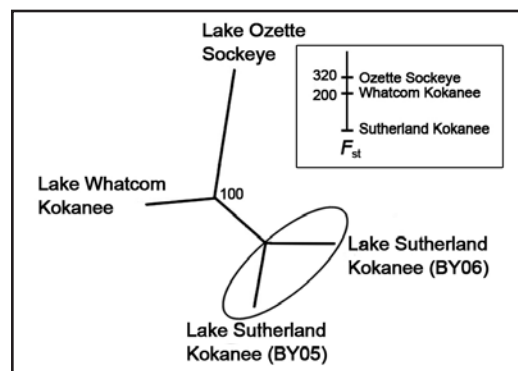 Lake Ozette
Sockeye
320
Ozette Sockeye
200
Whatcom Kokanee
Sutherland Kokanee
Fst
Lake Whatcom
Kokanee
100
Lake Sutherland
Kokanee (BY06)
Lake Sutherland
Kokanee (BY05)